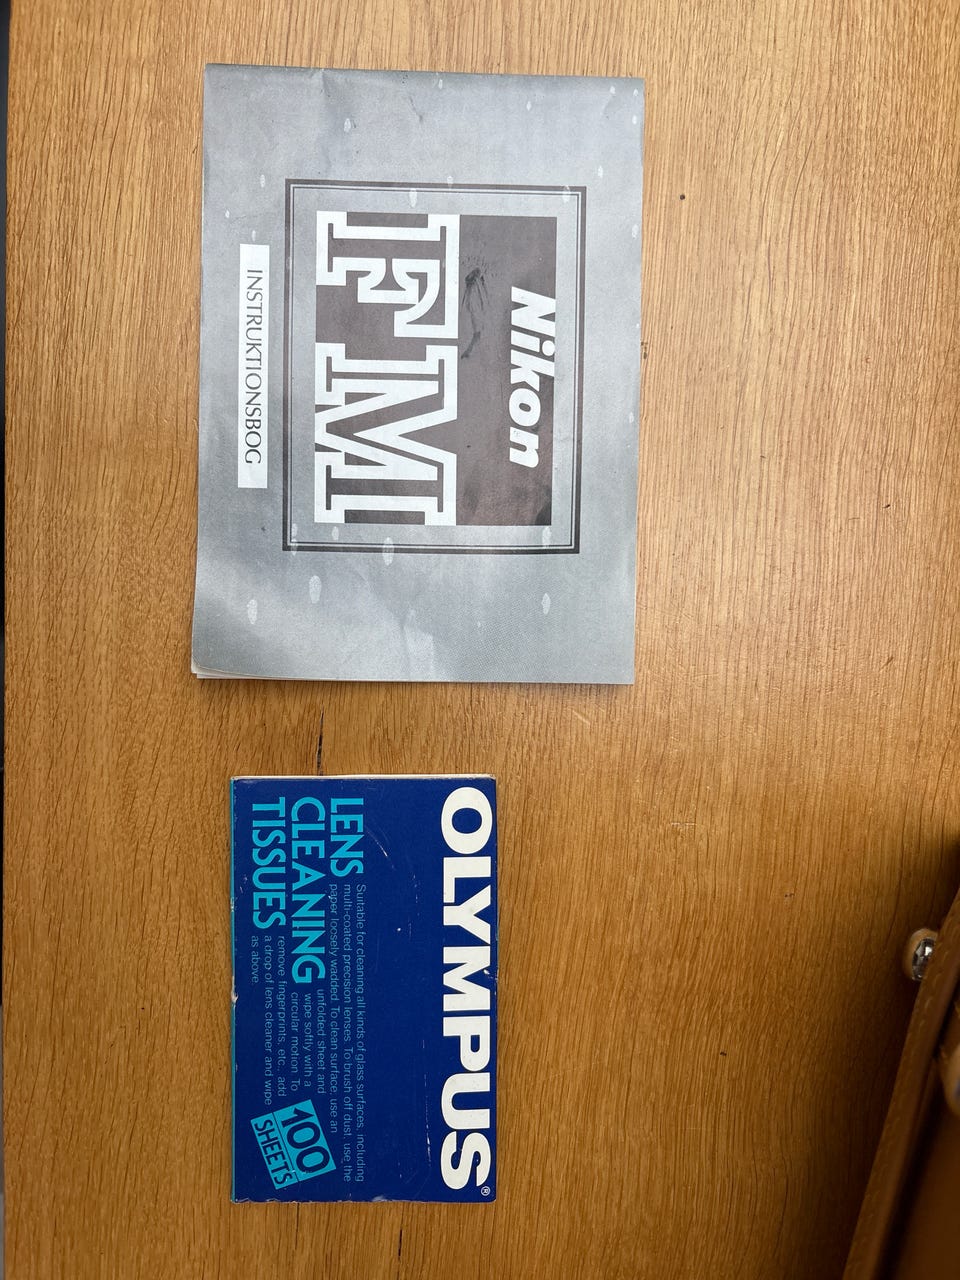 Nikon
FM
INSTRUKTIONSBOG
OLYMPUS®
LENS
CLEANING
TISSUES
Suitable for cleaning all kinds of glass surfaces, including
multi-coated precision lenses. To brush off dust, use the
paper loosely wadded. To clean surface, use an
unfolded sheet and
wipe softly with a
circular motion. To
remove fingerprints, etc., add
a drop of lens cleaner and wipe
as above.
100
SHEETS